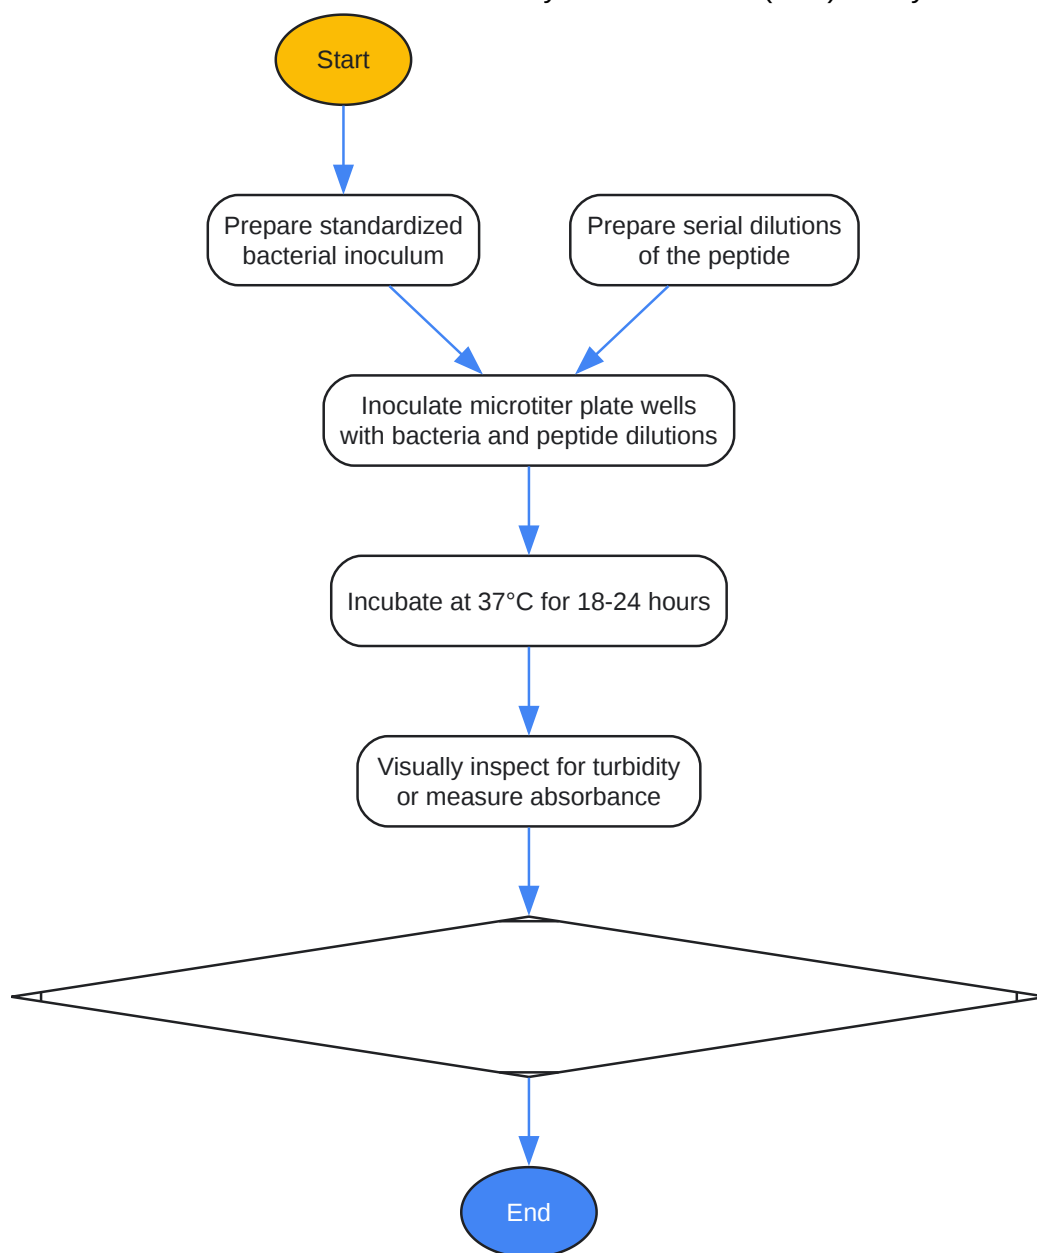 Start
Prepare standardized
bacterial inoculum
Prepare serial dilutions
of the peptide
Inoculate microtiter plate wells
with bacteria and peptide dilutions
Incubate at 37°C for 18-24 hours
Visually inspect for turbidity
or measure absorbance
End